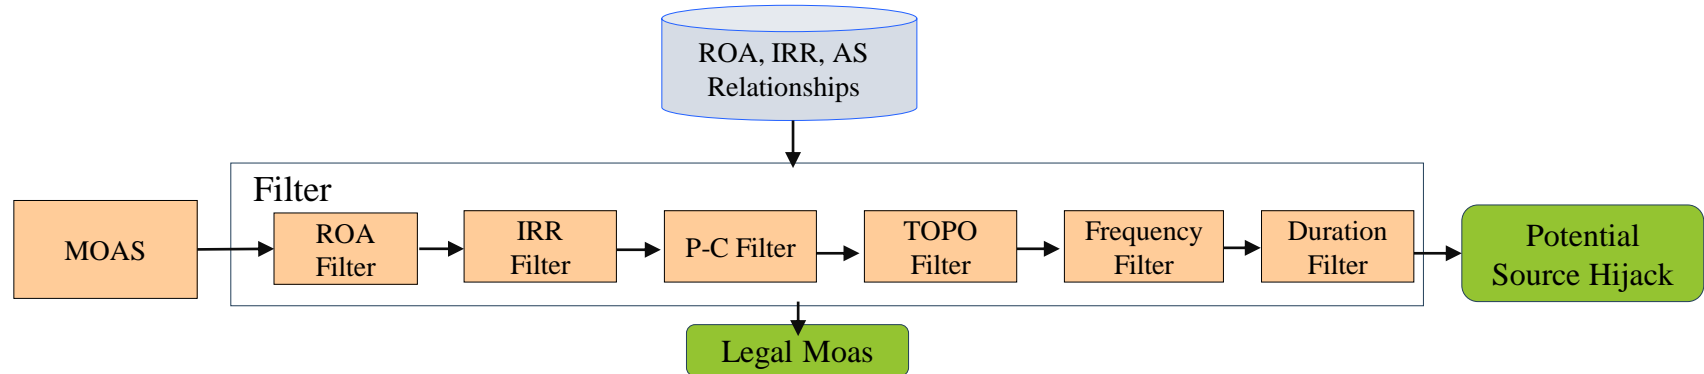 ROA, IRR, AS
Relationships
Filter
MOAS
ROA
Filter
IRR
Filter
P-C Filter
TOPO
Filter
Frequency
Filter
Duration
Filter
Potential
Source Hijack
Legal Moas